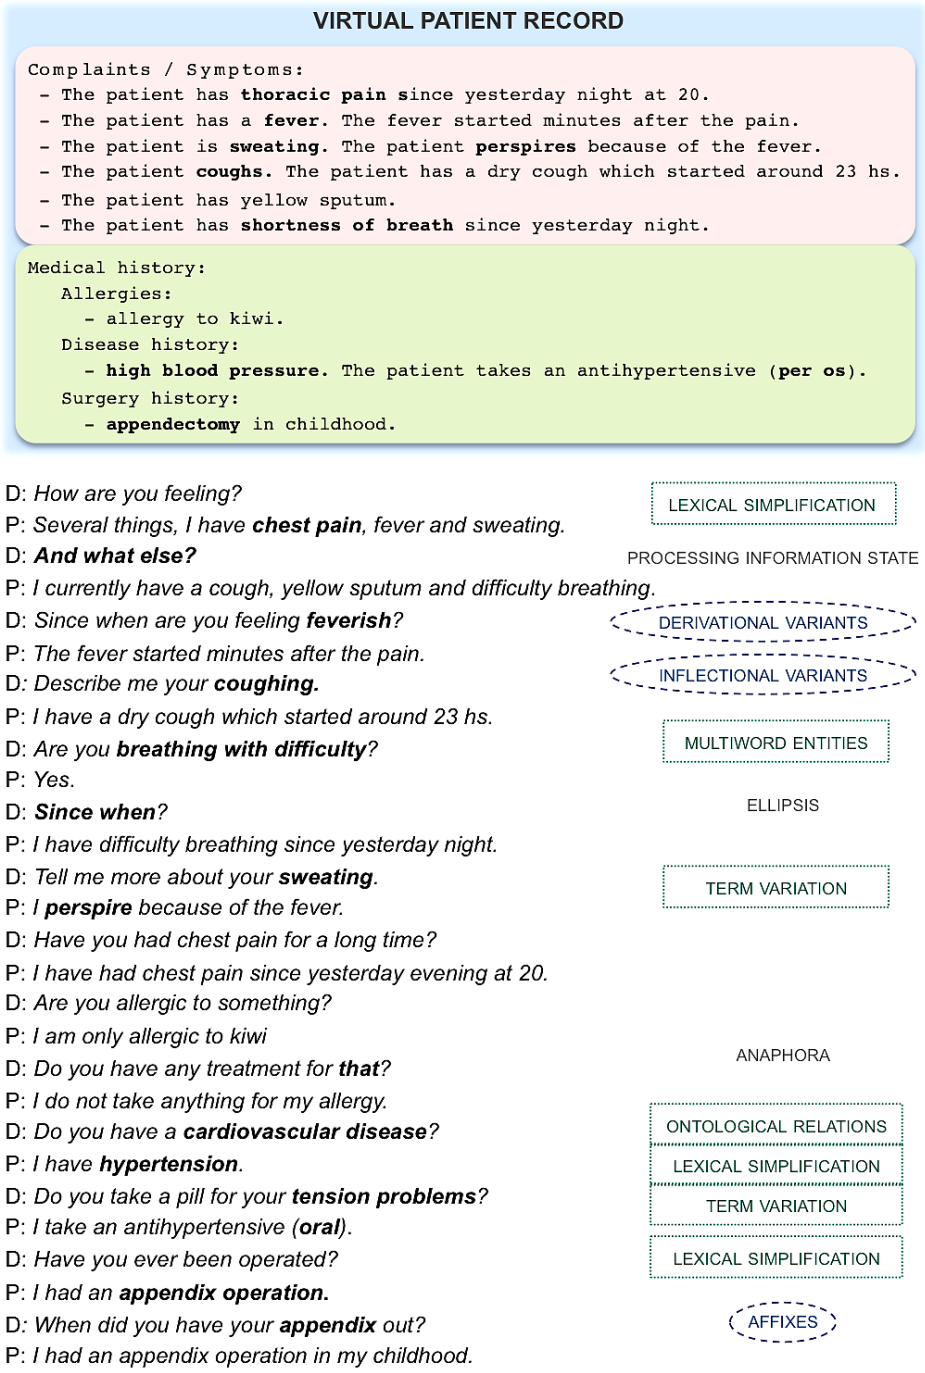 VIRTUAL PATIENT RECORD
Complaints / Symptoms:
- The patient has thoracic pain since yesterday night at 20.
- The patient has a fever. The fever started minutes after the pain.
- The patient is sweating. The patient perspires because of the fever.
- The patient coughs. The patient has a dry cough which started around 23 hs.
- The patient has yellow sputum.
- The patient has shortness of breath since yesterday night.
Medical history:
Allergies:
- allergy to kiwi.
Disease history:
- high blood pressure. The patient takes an antihypertensive (per os).
Surgery history:
- appendectomy in childhood.
D: How are you feeling?
LEXICAL SIMPLIFICATION
P: Several things, I have chest pain, fever and sweating.
D: And what else?
PROCESSING INFORMATION STATE
P: I currently have a cough, yellow sputum and difficulty breathing.
D: Since when are you feeling feverish?
DERIVATIONAL VARIANTS
P: The fever started minutes after the pain.
D: Describe me your coughing.
INFLECTIONAL VARIANTS
P: I have a dry cough which started around 23 hs.
D: Are you breathing with difficulty?
MULTIWORD ENTITIES
P: Yes.
D: Since when?
ELLIPSIS
P: I have difficulty breathing since yesterday night.
D: Tell me more about your sweating.
TERM VARIATION
P: I perspire because of the fever.
D: Have you had chest pain for a long time?
P: I have had chest pain since yesterday evening at 20.
D: Are you allergic to something?
P: I am only allergic to kiwi
D: Do you have any treatment for that?
ANAPHORA
P: I do not take anything for my allergy.
D: Do you have a cardiovascular disease?
ONTOLOGICAL RELATIONS
P: I have hypertension.
LEXICAL SIMPLIFICATION
D: Do you take a pill for your tension problems?
TERM VARIATION
P: I take an antihypertensive (oral).
D: Have you ever been operated?
LEXICAL SIMPLIFICATION
P: I had an appendix operation.
D: When did you have your appendix out?
AFFIXES
P: I had an appendix operation in my childhood.